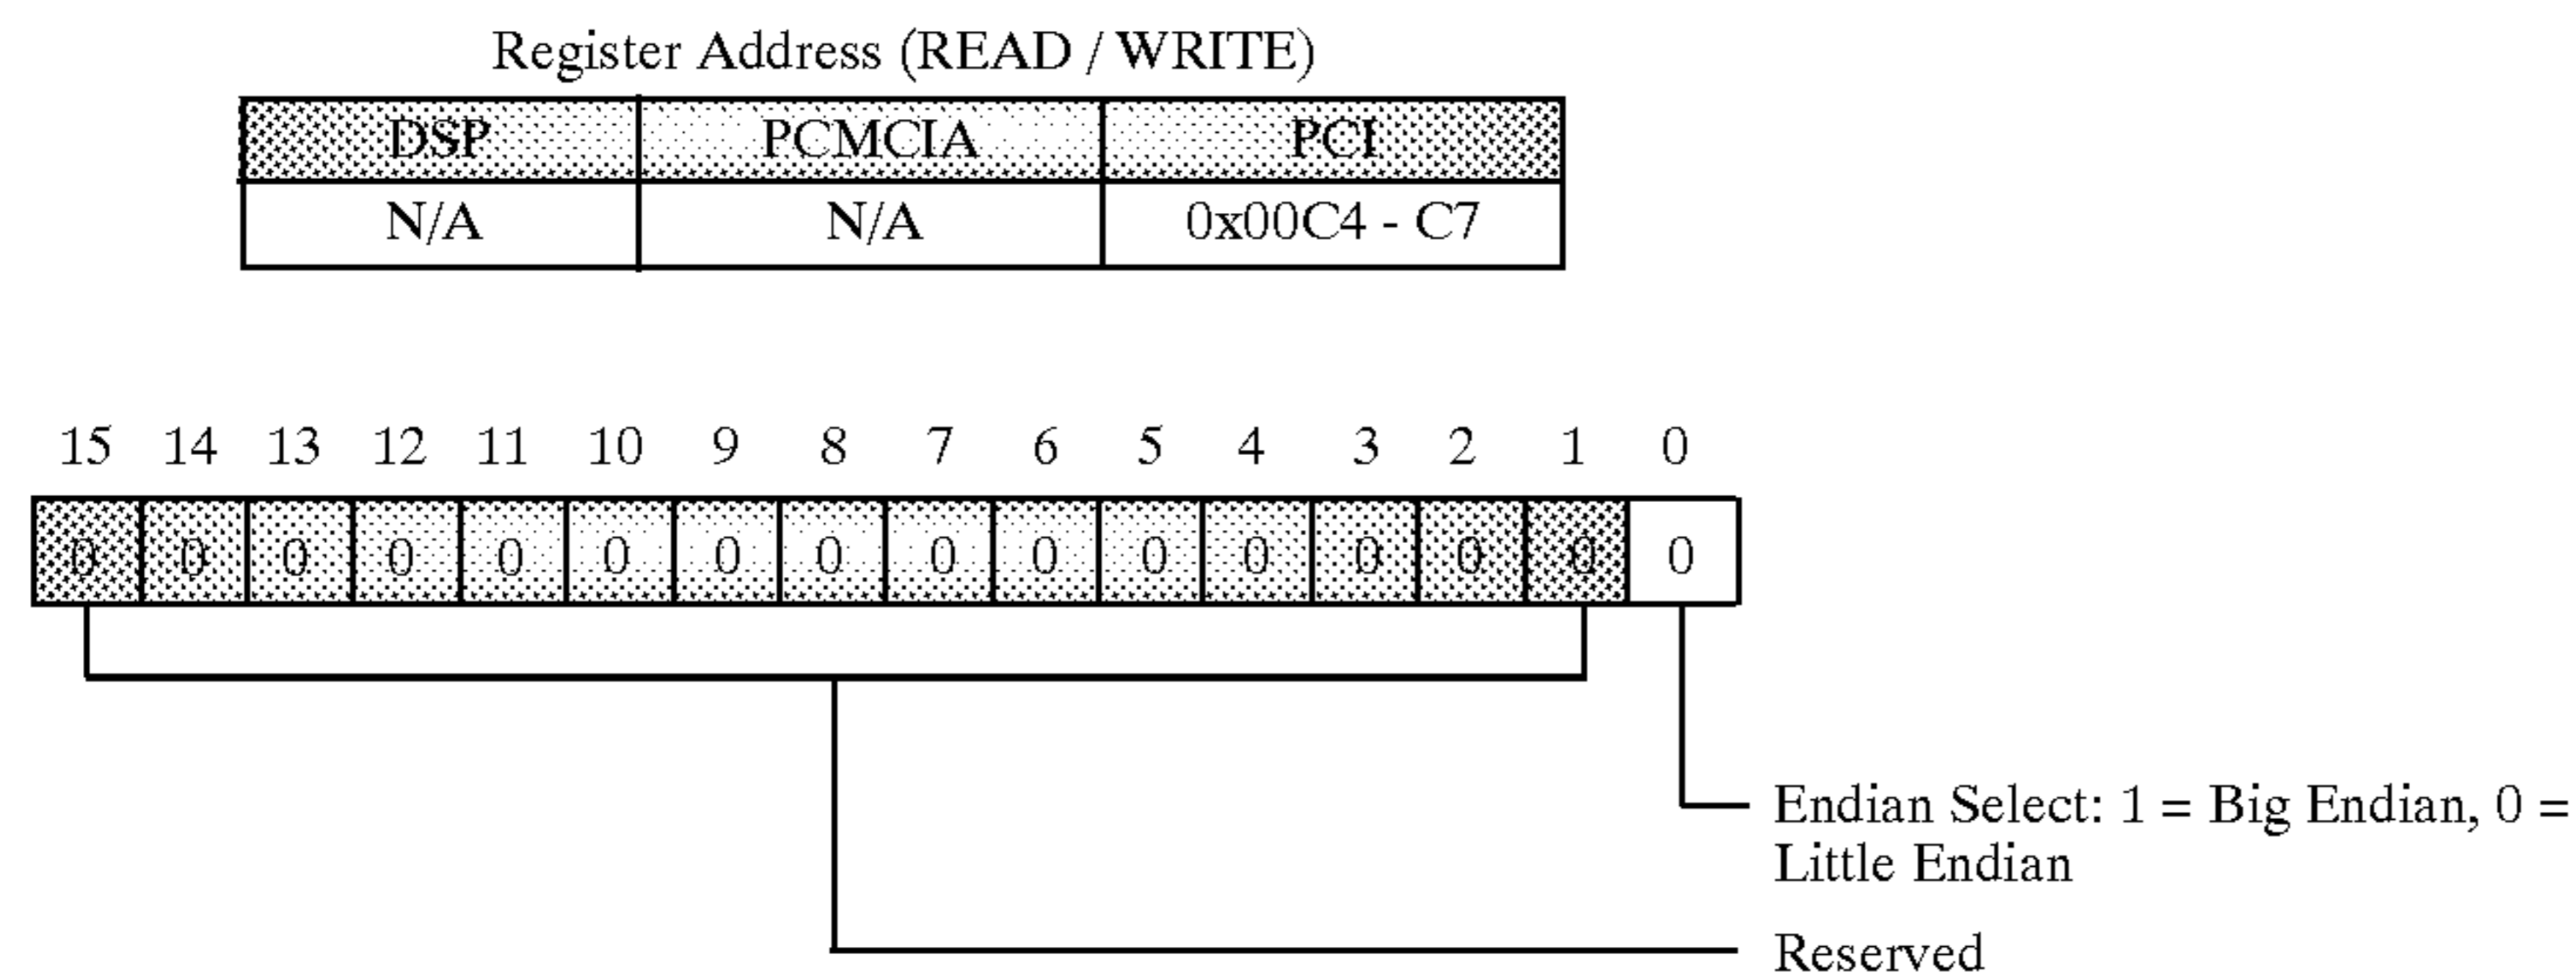 Register Address (READ / WRITE)
DSP PCMCIA PCI
N/A N/A 0x00C4 - C7
15 14 13 12 11 10 9 8 7 6 5 4 3 2 1 0
0 0 0 0 0 0 0 0 0 0 0 0 0 0 0 0
Endian Select: 1 = Big Endian, 0 =
Little Endian
Reserved